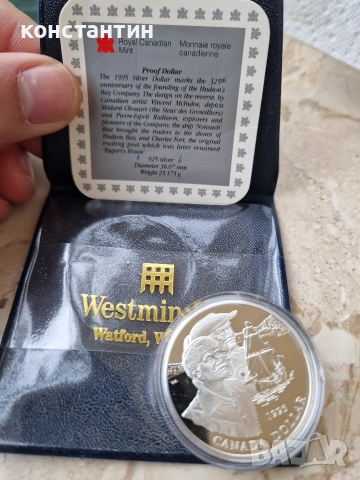 константин
Royal Canadian Mint
Monnaie royale canadienne
Proof Dollar
The 1995 Silver Dollar marks the 325th
anniversary of the founding of the Hudson's
Bay Company. The design on the reverse, by
Canadian artist Vincent McIndoe, depicts
Médard Chouart (the Sieur des Groseilliers)
and Pierre-Esprit Radisson, explorers and
pioneers of the Company; the ship 'Nonsuch'
that brought the traders to the shores of
Hudson Bay; and Charles Fort, the original
trading post which was later renamed
'Rupert's House'
.925 silver
Diameter 36.07 mm
Weight 25.175 g
Westmin
Watford, W
1995
CANADA DOLLAR
BAZAR